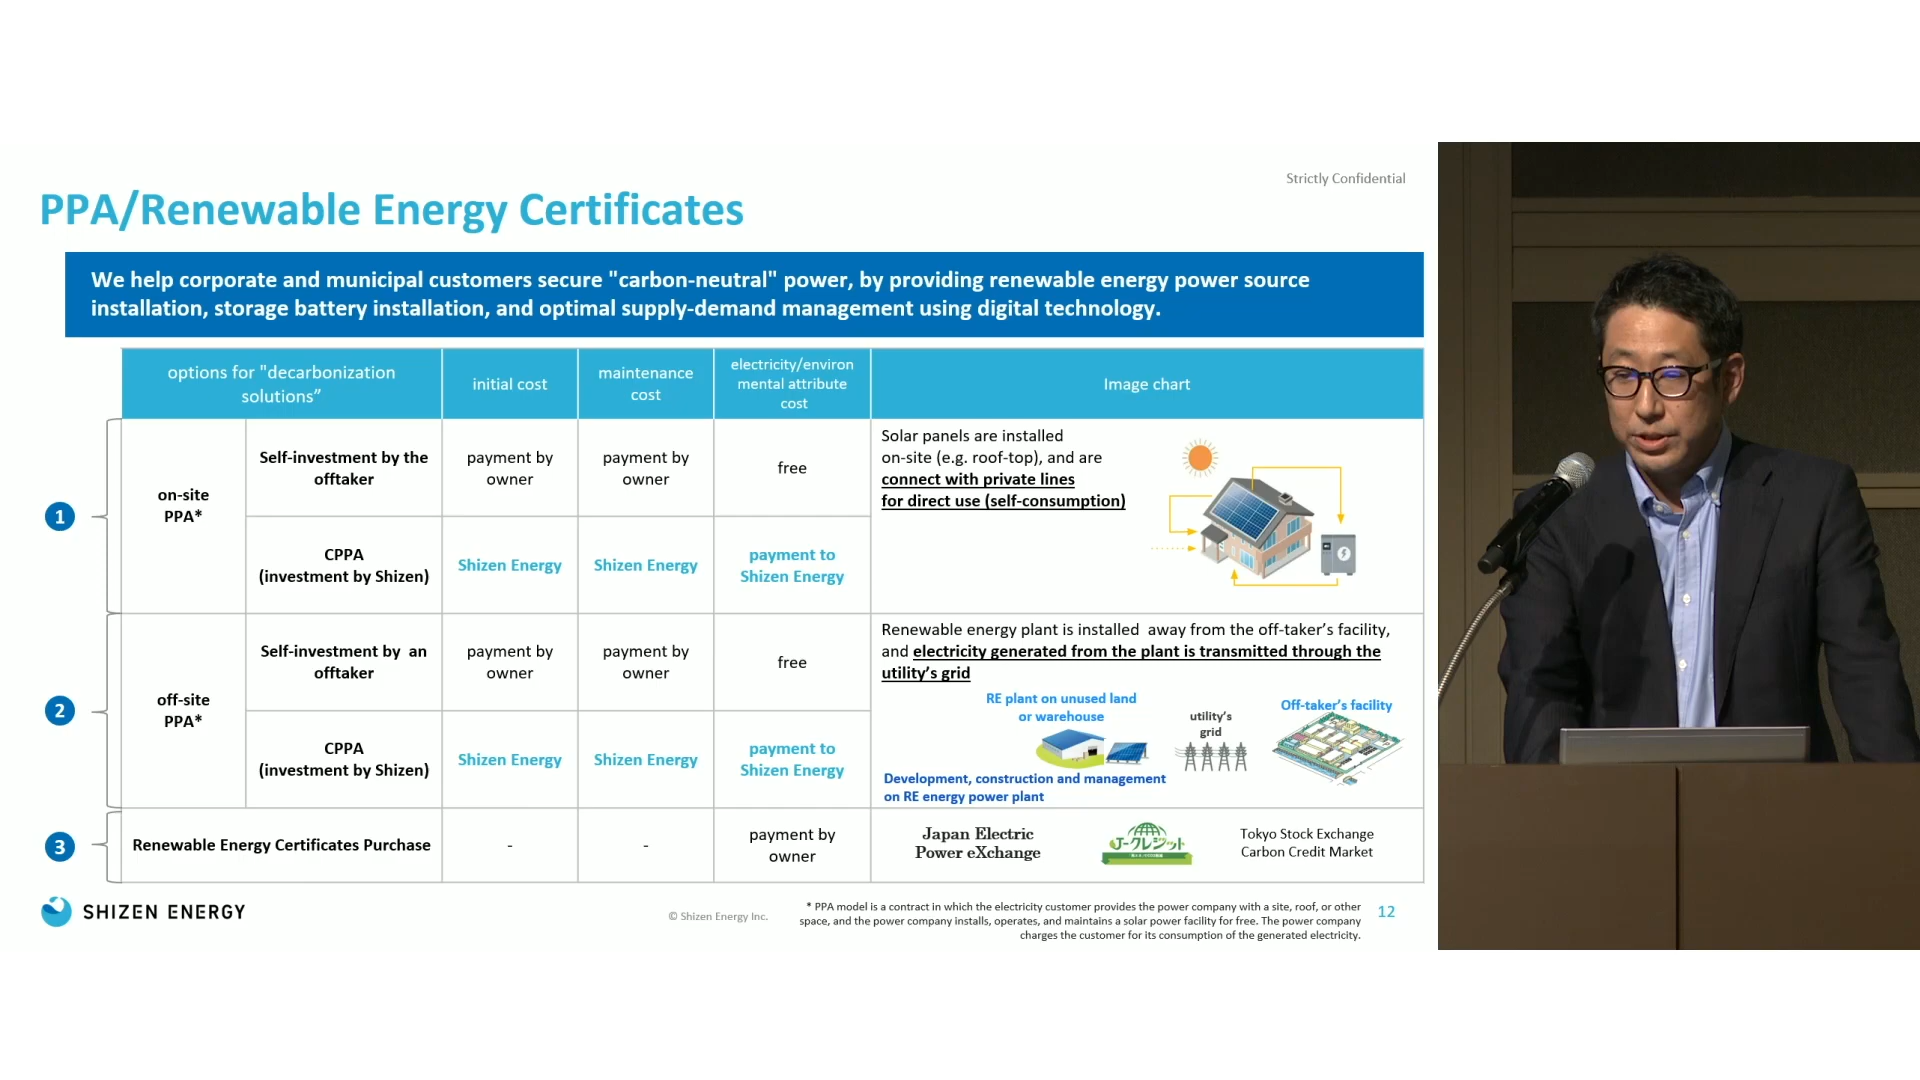 Strictly Confidential
PPA/Renewable Energy Certificates
We help corporate and municipal customers secure "carbon-neutral" power, by providing renewable energy power source
installation, storage battery installation, and optimal supply-demand management using digital technology.
options for "decarbonization
solutions”
initial cost
maintenance
cost
electricity/environ
mental attribute
cost
Image chart
1
on-site
PPA*
Self-investment by the
offtaker
payment by
owner
payment by
owner
free
Solar panels are installed
on-site (e.g. roof-top), and are
connect with private lines
for direct use (self-consumption)
CPPA
(investment by Shizen)
Shizen Energy
Shizen Energy
payment to
Shizen Energy
2
off-site
PPA*
Self-investment by an
offtaker
payment by
owner
payment by
owner
free
Renewable energy plant is installed away from the off-taker’s facility,
and electricity generated from the plant is transmitted through the
utility’s grid
CPPA
(investment by Shizen)
Shizen Energy
Shizen Energy
payment to
Shizen Energy
RE plant on unused land
or warehouse
utility’s
grid
Off-taker’s facility
Development, construction and management
on RE energy power plant
3
Renewable Energy Certificates Purchase
-
-
payment by
owner
Japan Electric
Power eXchange
J-クレジット
Tokyo Stock Exchange
Carbon Credit Market
SHIZEN ENERGY
© Shizen Energy Inc.
* PPA model is a contract in which the electricity customer provides the power company with a site, roof, or other
space, and the power company installs, operates, and maintains a solar power facility for free. The power company
charges the customer for its consumption of the generated electricity.
12